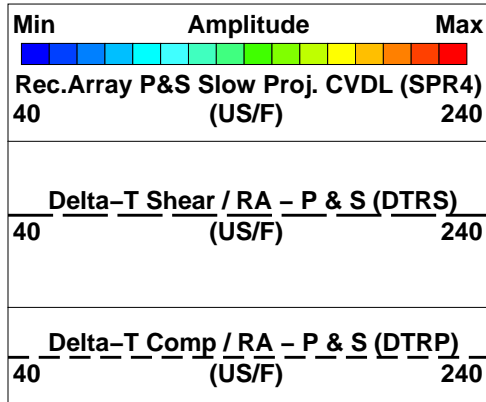 Min Amplitude Max
Rec.Array P&S Slow Proj. CVDL (SPR4)
40 (US/F) 240
Delta–T Shear / RA – P & S (DTRS)
40 (US/F) 240
Delta–T Comp / RA – P & S (DTRP)
40 (US/F) 240